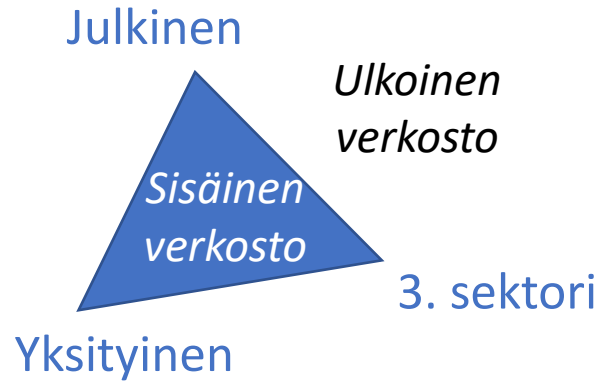 Julkinen
Ulkoinen
verkosto
Sisäinen
verkosto
3. sektori
Yksityinen